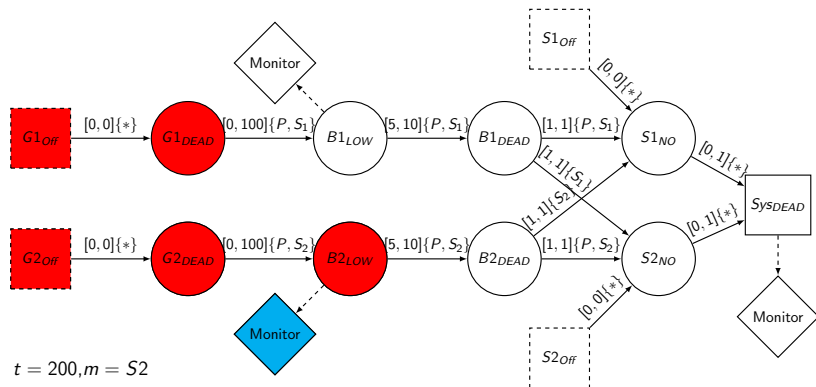 S1Off
Monitor
[0, 0]{∗}
G1Off
[0, 0]{∗}
G1DEAD
[0, 100]{P, S1}
B1LOW
[5, 10]{P, S1}
B1DEAD
[1, 1]{P, S1}
S1NO
[0, 1]{∗}
[1, 1]{S1}
[1, 1]{S2}
SysDEAD
G2Off
[0, 0]{∗}
G2DEAD
[0, 100]{P, S2}
B2LOW
[5, 10]{P, S2}
B2DEAD
[1, 1]{P, S2}
S2NO
[0, 1]{∗}
[0, 0]{∗}
Monitor
Monitor
S2Off
t = 200,m = S2